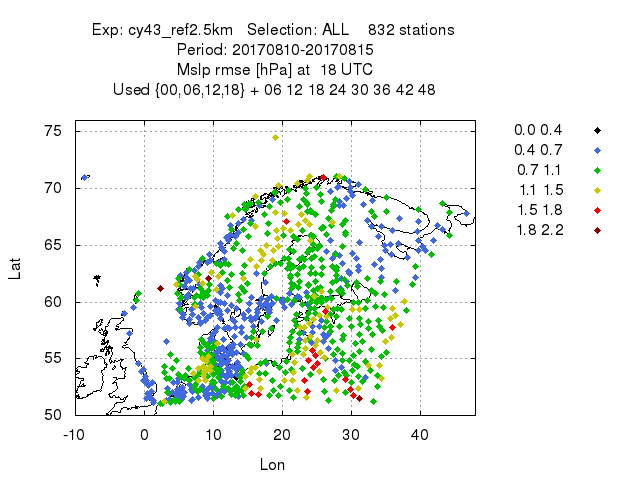 Exp: cy43_ref2.5km   Selection: ALL    832 stations
Period: 20170810-20170815
Mslp rmse [hPa] at  18 UTC
Used {00,06,12,18} + 06 12 18 24 30 36 42 48
0.0 0.4
0.4 0.7
0.7 1.1
1.1 1.5
1.5 1.8
1.8 2.2
75
70
65
60
55
50
Lat
-10 0 10 20 30 40
Lon